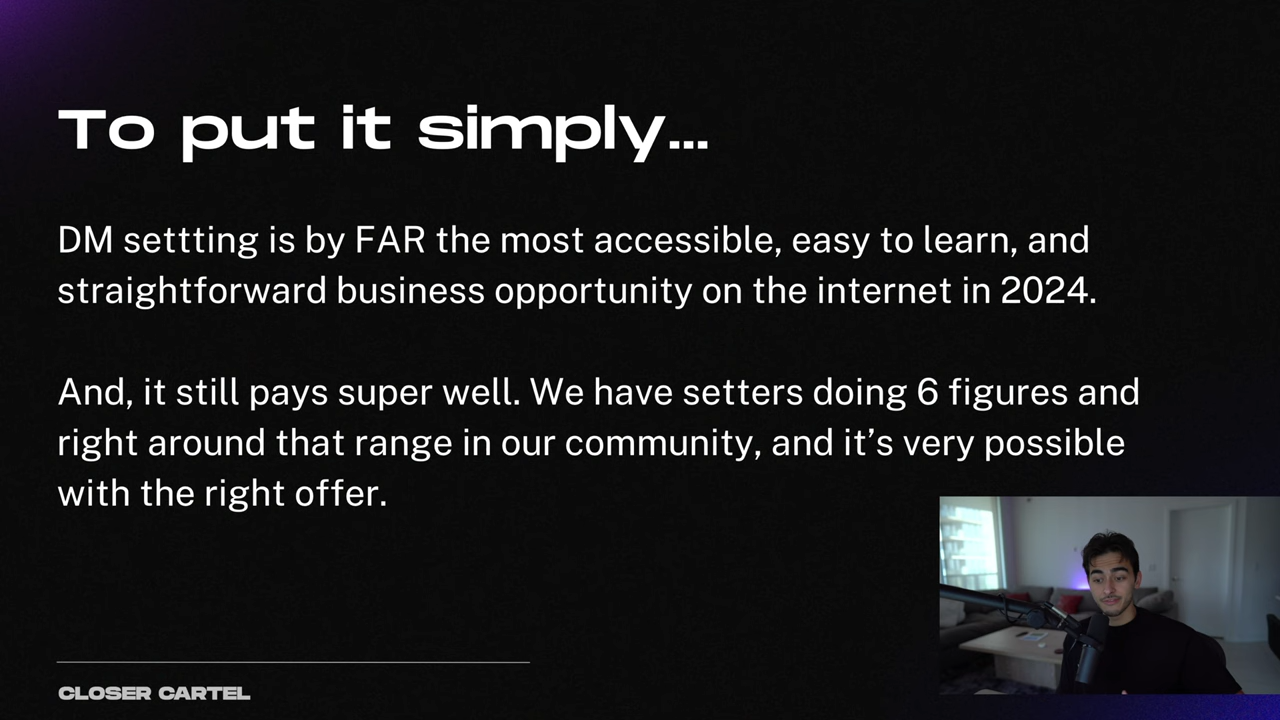 To put it simply...
DM settting is by FAR the most accessible, easy to learn, and
straightforward business opportunity on the internet in 2024.
And, it still pays super well. We have setters doing 6 figures and
right around that range in our community, and it’s very possible
with the right offer.
CLOSER CARTEL